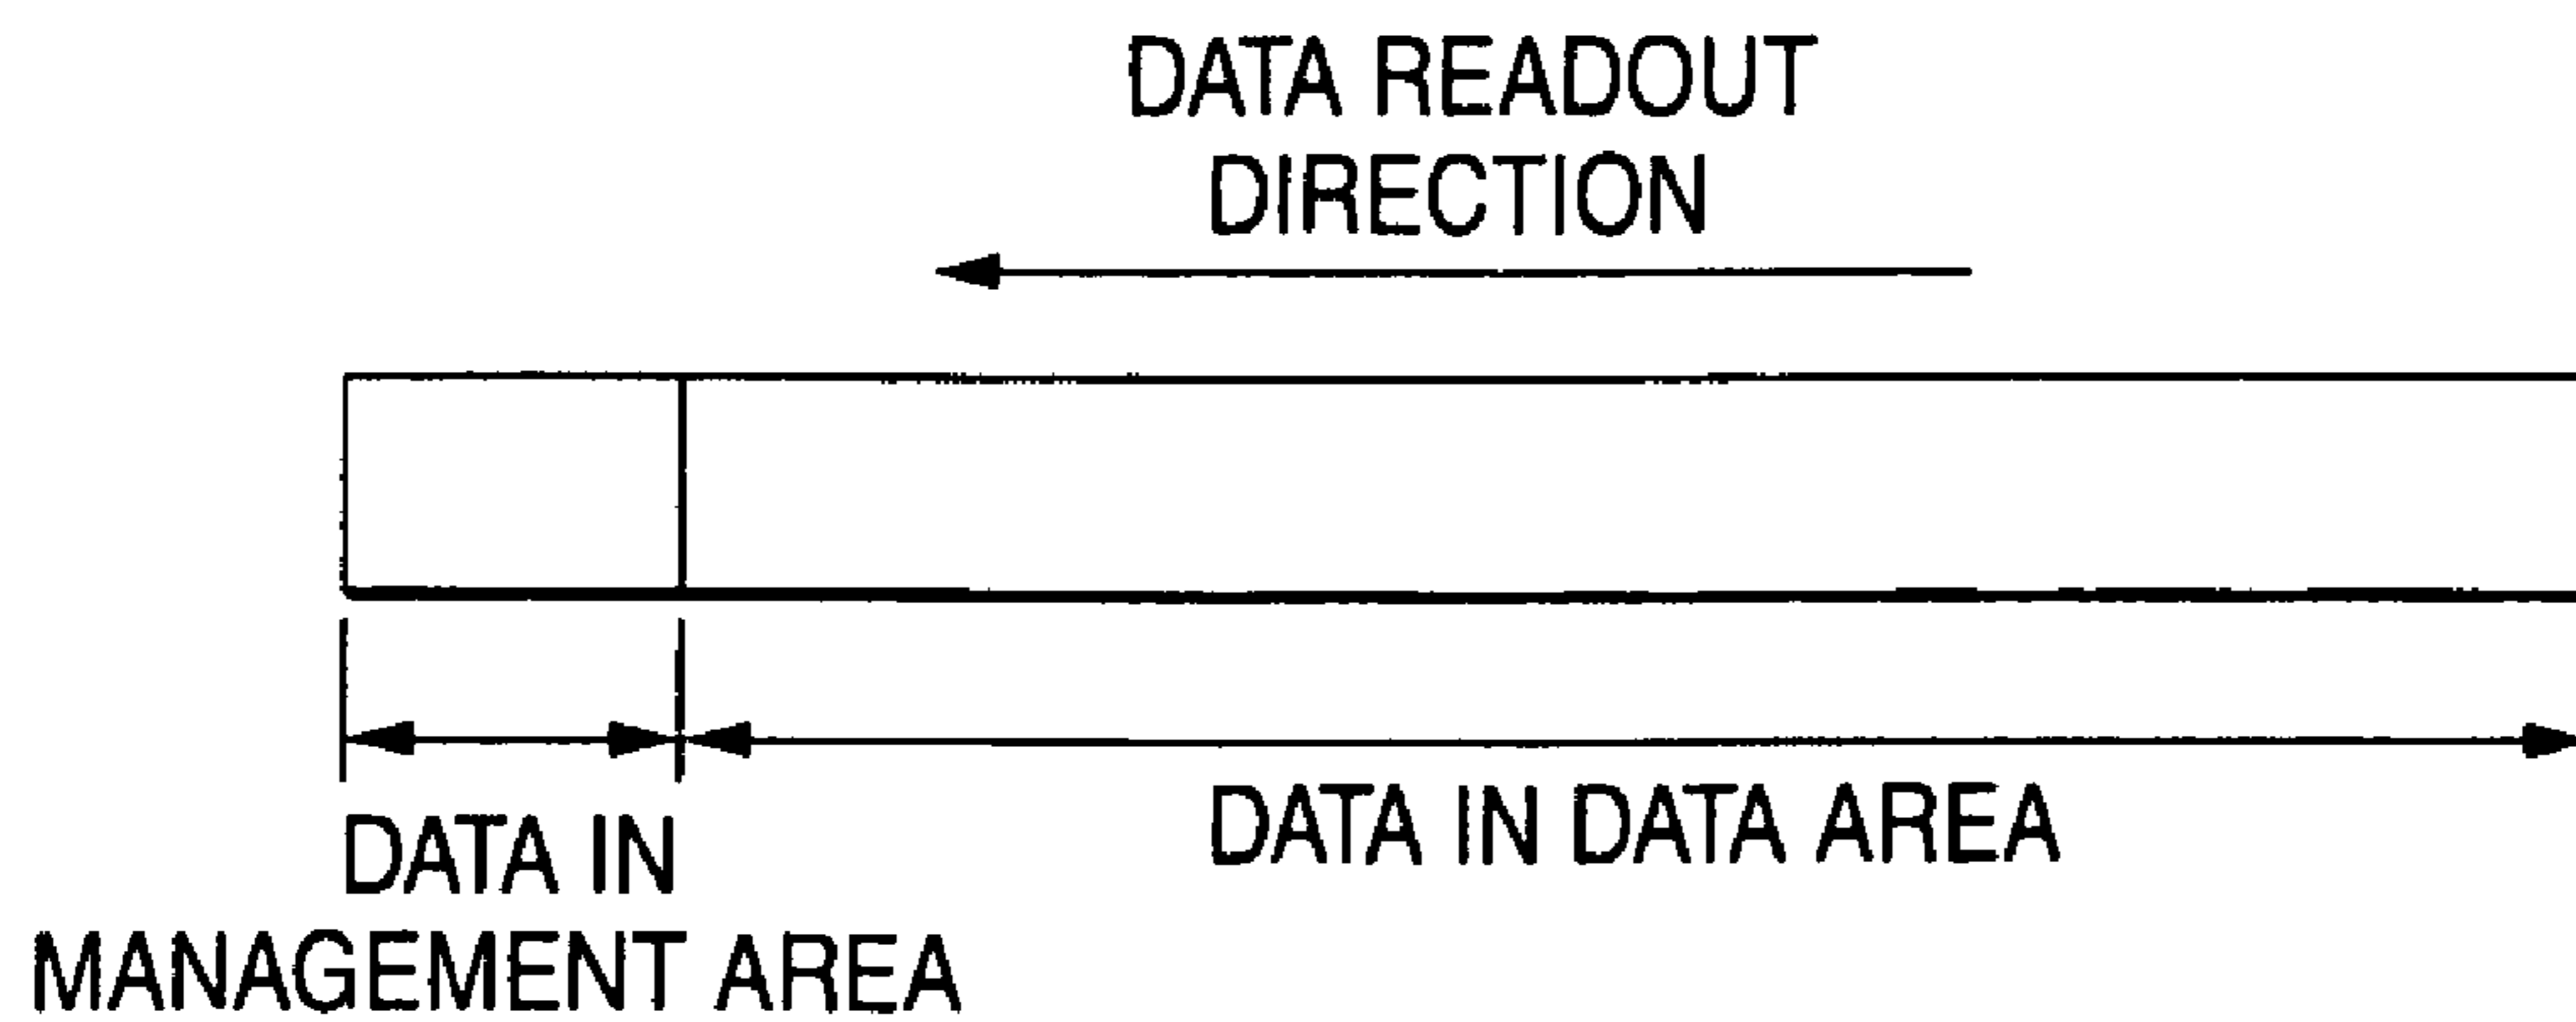 DATA READOUT
DIRECTION
DATA IN
MANAGEMENT AREA
DATA IN DATA AREA